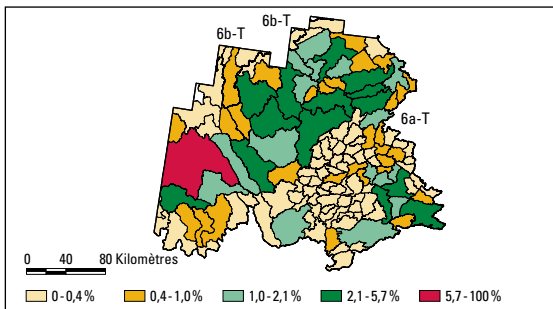 6b-T
6b-T
6a-T
0 40 80 Kilomètres
0 - 0,4 % 0,4 - 1,0 % 1,0 - 2,1 % 2,1 - 5,7 % 5,7 - 100 %